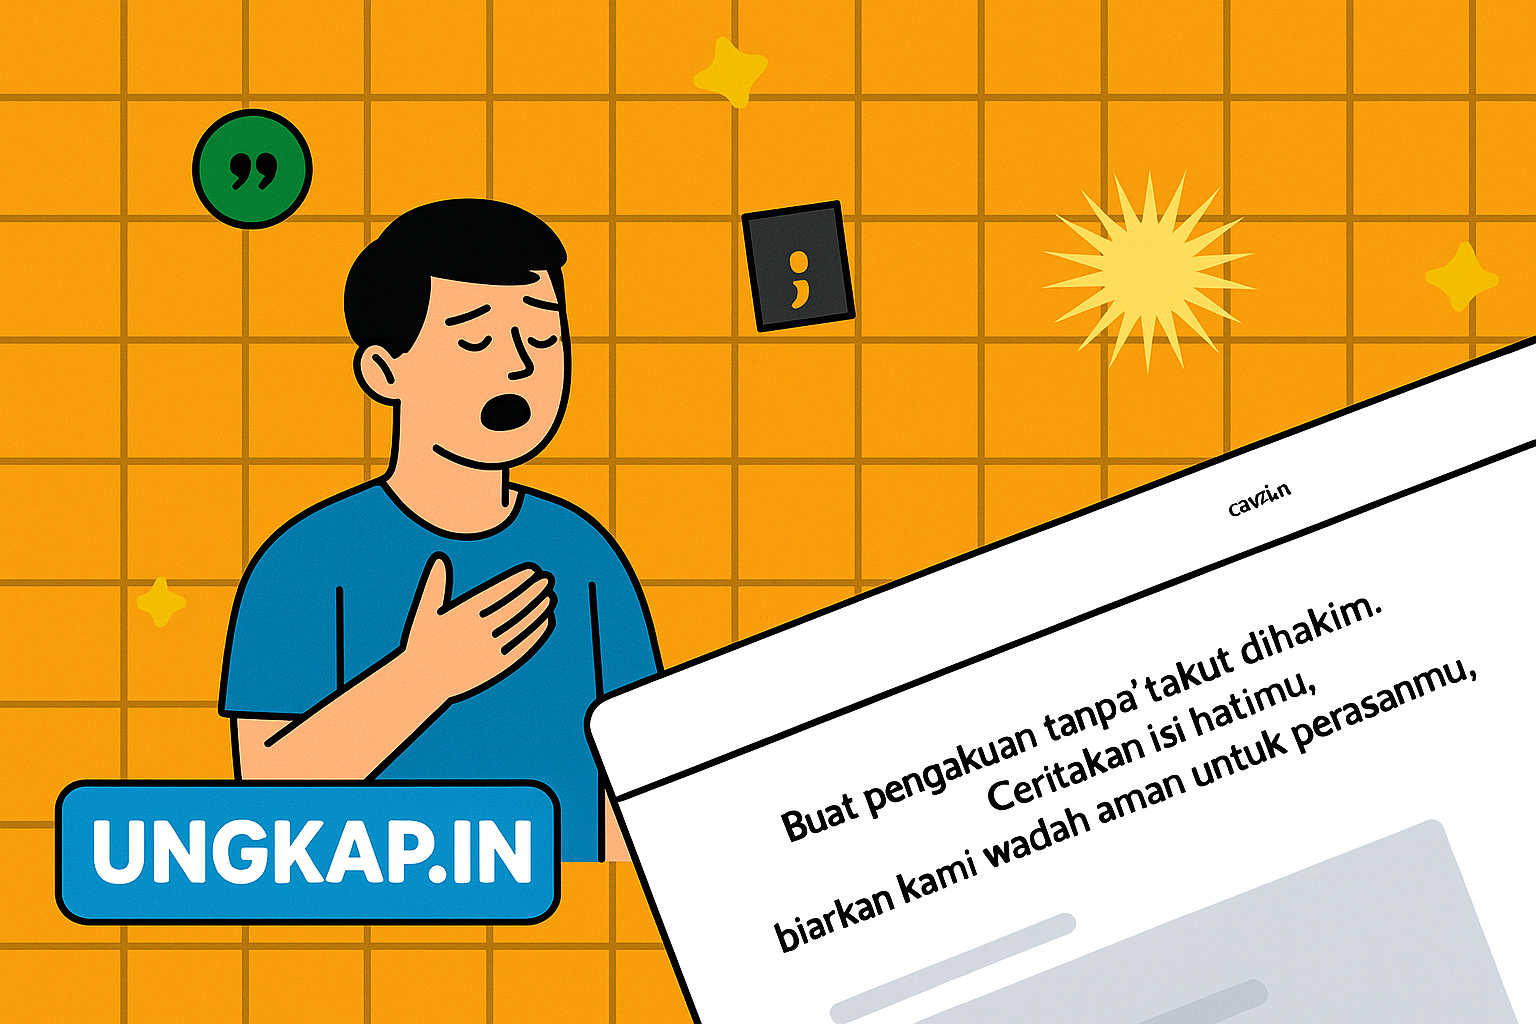 ”
;
cavzi.n
Buat pengakuan tanpa’ takut dihakim.
Ceritakan isi hatimu,
biarkan kami wadah aman untuk perasanmu,
UNGKAP.IN